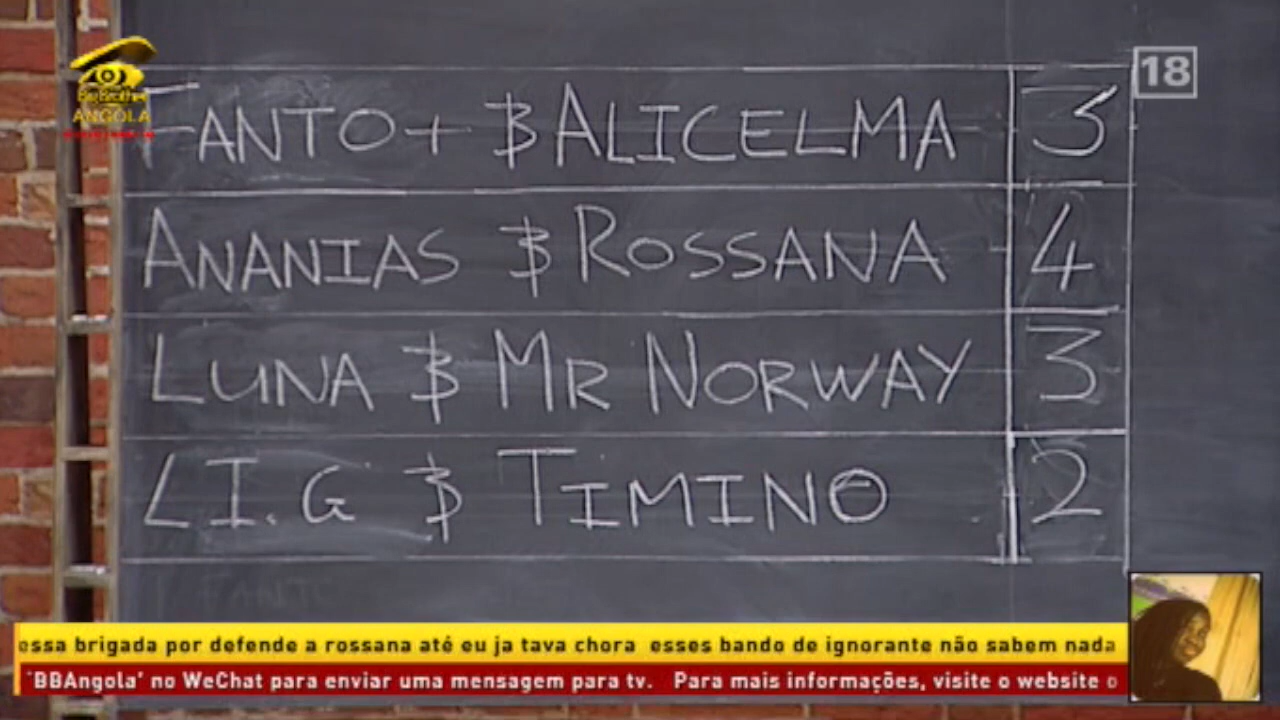 Big Brother
ANGOLA
18
FANTO+ & ALICELMA 3
ANANIAS & ROSSANA 4
LUNA & MR NORWAY 3
L.I.G & TIMINO 2
essa brigada por defende a rossana até eu ja tava chora esses bando de ignorante não sabem nada
'BBAngola' no WeChat para enviar uma mensagem para tv. Para mais informações, visite o website o